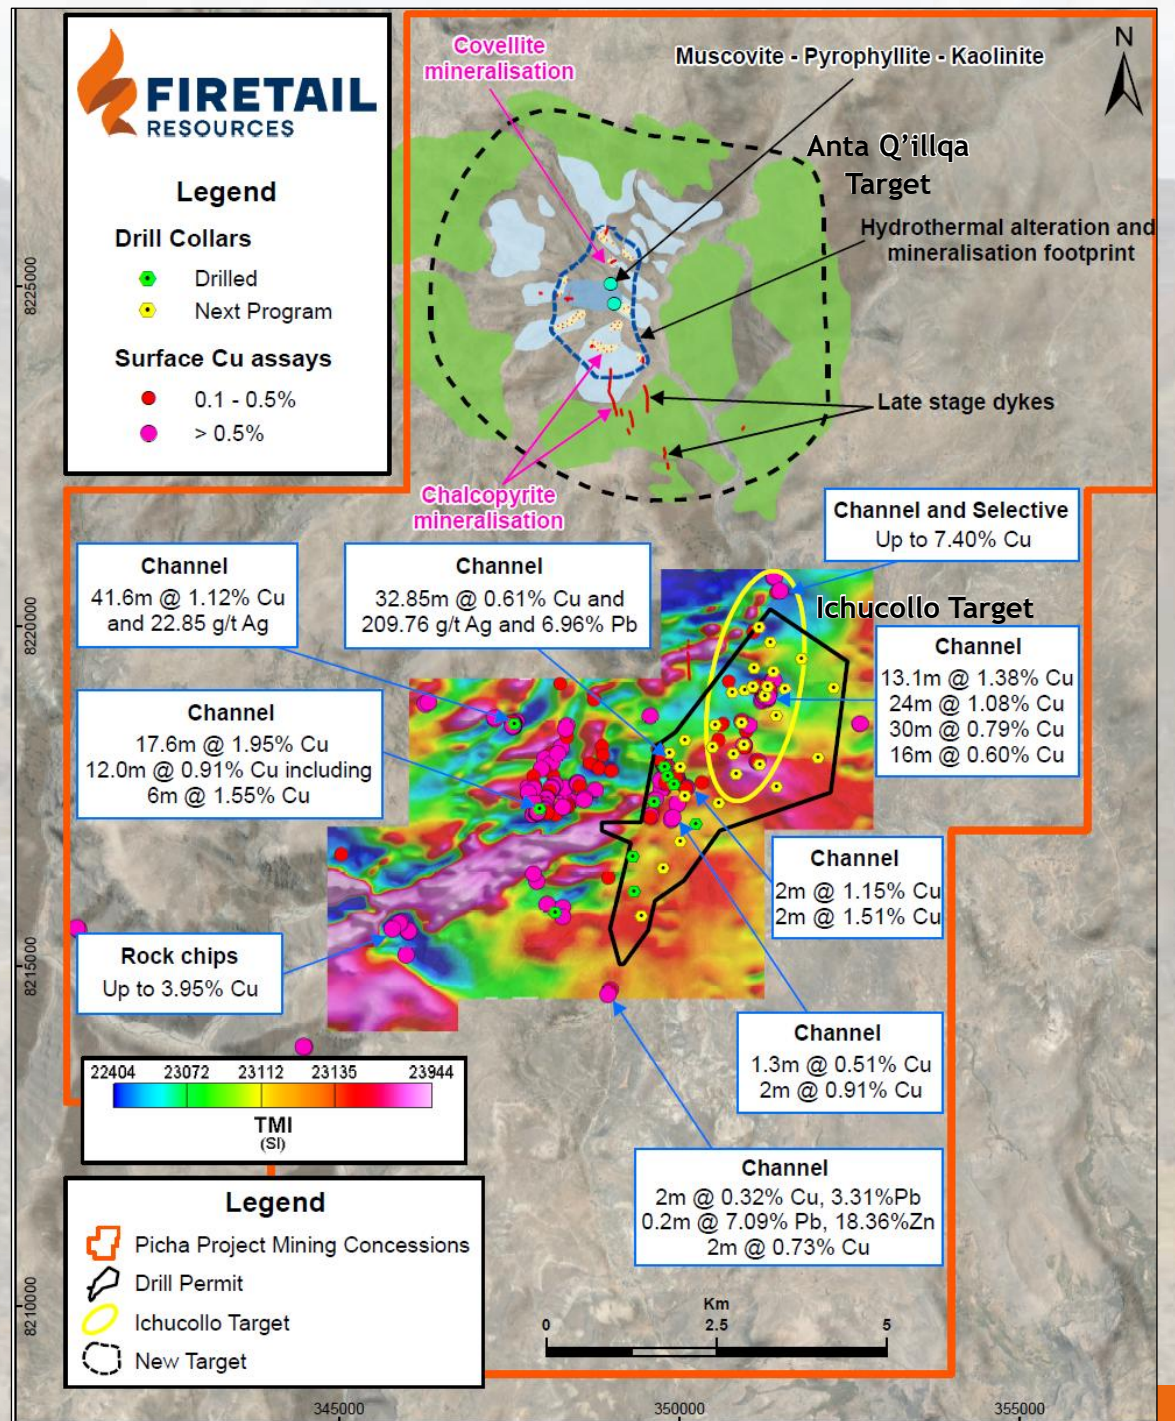 FIRETAIL
RESOURCES
Legend
Drill Collars
Drilled
Next Program
Surface Cu assays
0.1 - 0.5%
> 0.5%
Covellite
mineralisation
Muscovite - Pyrophyllite - Kaolinite
N
Anta Q'illqa
Target
Hydrothermal alteration and
mineralisation footprint
Late stage dykes
Chalcopyrite
mineralisation
Channel and Selective
Up to 7.40% Cu
Channel
41.6m @ 1.12% Cu
and 22.85 g/t Ag
Channel
32.85m @ 0.61% Cu and
209.76 g/t Ag and 6.96% Pb
Ichucollo Target
Channel
13.1m @ 1.38% Cu
24m @ 1.08% Cu
30m @ 0.79% Cu
16m @ 0.60% Cu
Channel
17.6m @ 1.95% Cu
12.0m @ 0.91% Cu including
6m @ 1.55% Cu
Channel
2m @ 1.15% Cu
2m @ 1.51% Cu
Rock chips
Up to 3.95% Cu
Channel
1.3m @ 0.51% Cu
2m @ 0.91% Cu
Channel
2m @ 0.32% Cu, 3.31%Pb
0.2m @ 7.09% Pb, 18.36%Zn
2m @ 0.73% Cu
22404 23072 23112 23135 23944
TMI
(SI)
Legend
Picha Project Mining Concessions
Drill Permit
Ichucollo Target
New Target
Km
0 2.5 5
8225000
8220000
8215000
8210000
345000 350000 355000